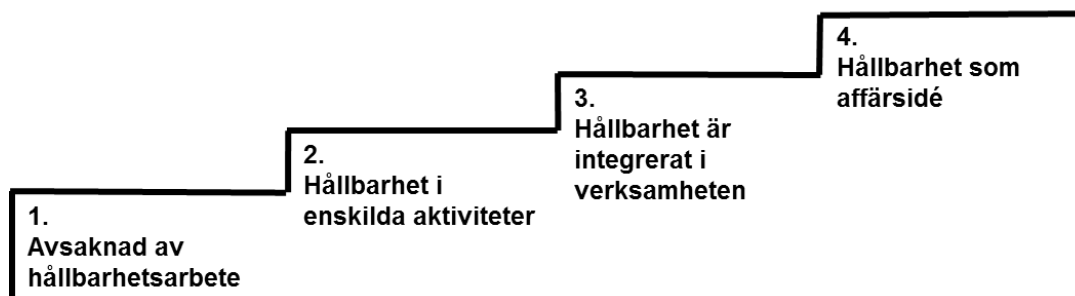 1.
Avsaknad av
hållbarhetsarbete
2.
Hållbarhet i
enskilda aktiviteter
3.
Hållbarhet är
integrerat i
verksamheten
4.
Hållbarhet som
affärsidé